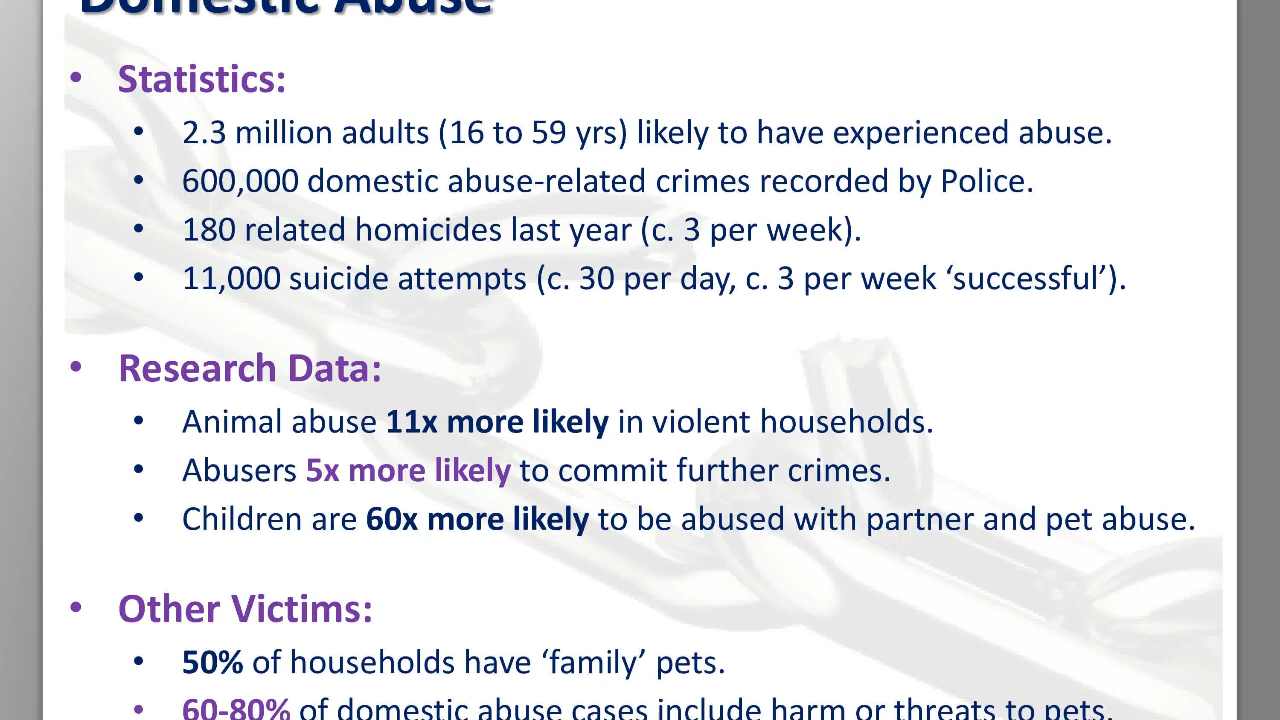 Domestic Abuse
• Statistics:
• 2.3 million adults (16 to 59 yrs) likely to have experienced abuse.
• 600,000 domestic abuse-related crimes recorded by Police.
• 180 related homicides last year (c. 3 per week).
• 11,000 suicide attempts (c. 30 per day, c. 3 per week ‘successful’).
• Research Data:
• Animal abuse 11x more likely in violent households.
• Abusers 5x more likely to commit further crimes.
• Children are 60x more likely to be abused with partner and pet abuse.
• Other Victims:
• 50% of households have ‘family’ pets.
• 60-80% of domestic abuse cases include harm or threats to pets.